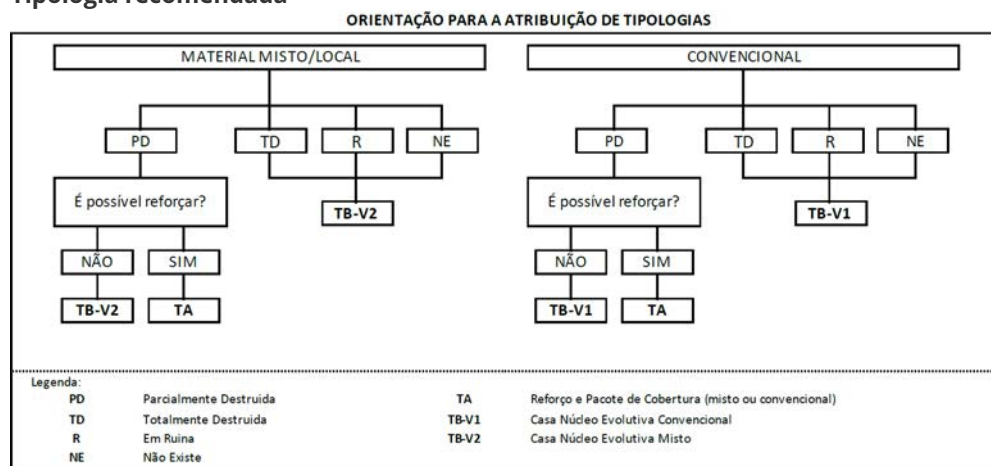 Tipologia recomendada
ORIENTAÇÃO PARA A ATRIBUIÇÃO DE TIPOLOGIAS
MATERIAL MISTO/LOCAL
PD
TD
R
NE
É possível reforçar?
TB-V2
NÃO
SIM
TB-V2
TA
CONVENCIONAL
PD
TD
R
NE
É possível reforçar?
TB-V1
NÃO
SIM
TB-V1
TA
Legenda:
PD Parcialmente Destruida
TD Totalmente Destruida
R Em Ruina
NE Não Existe
TA Reforço e Pacote de Cobertura (misto ou convencional)
TB-V1 Casa Núcleo Evolutiva Convencional
TB-V2 Casa Núcleo Evolutiva Misto